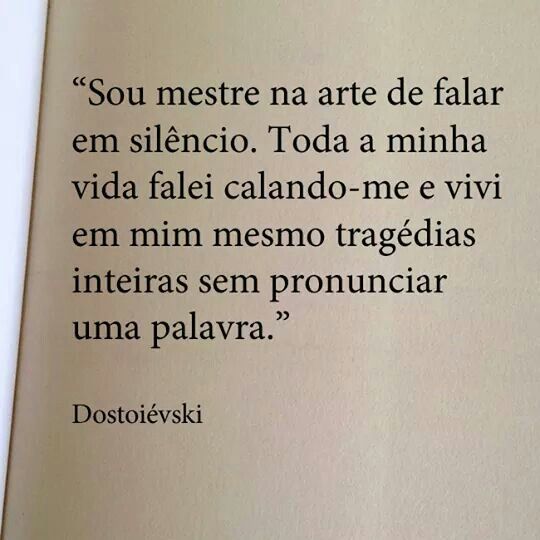 “Sou mestre na arte de falar
em silêncio. Toda a minha
vida falei calando-me e vivi
em mim mesmo tragédias
inteiras sem pronunciar
uma palavra.”
Dostoiévski